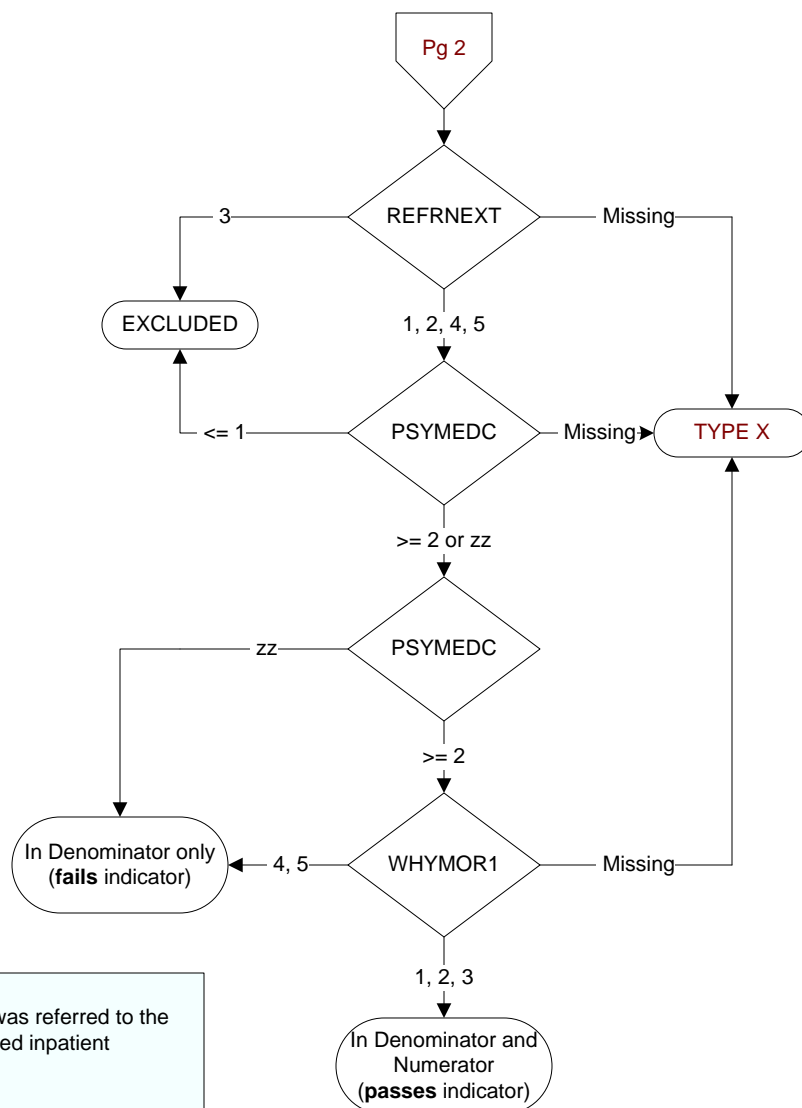 Pg 2
REFRNEXT
3
Missing
EXCLUDED
1, 2, 4, 5
<= 1
PSYMEDC
Missing
TYPE X
>= 2 or zz
PSYMEDC
zz
>= 2
In Denominator only
(fails indicator)
4, 5
WHYMOR1
Missing
1, 2, 3
was referred to the
ed inpatient
In Denominator and
Numerator
(passes indicator)